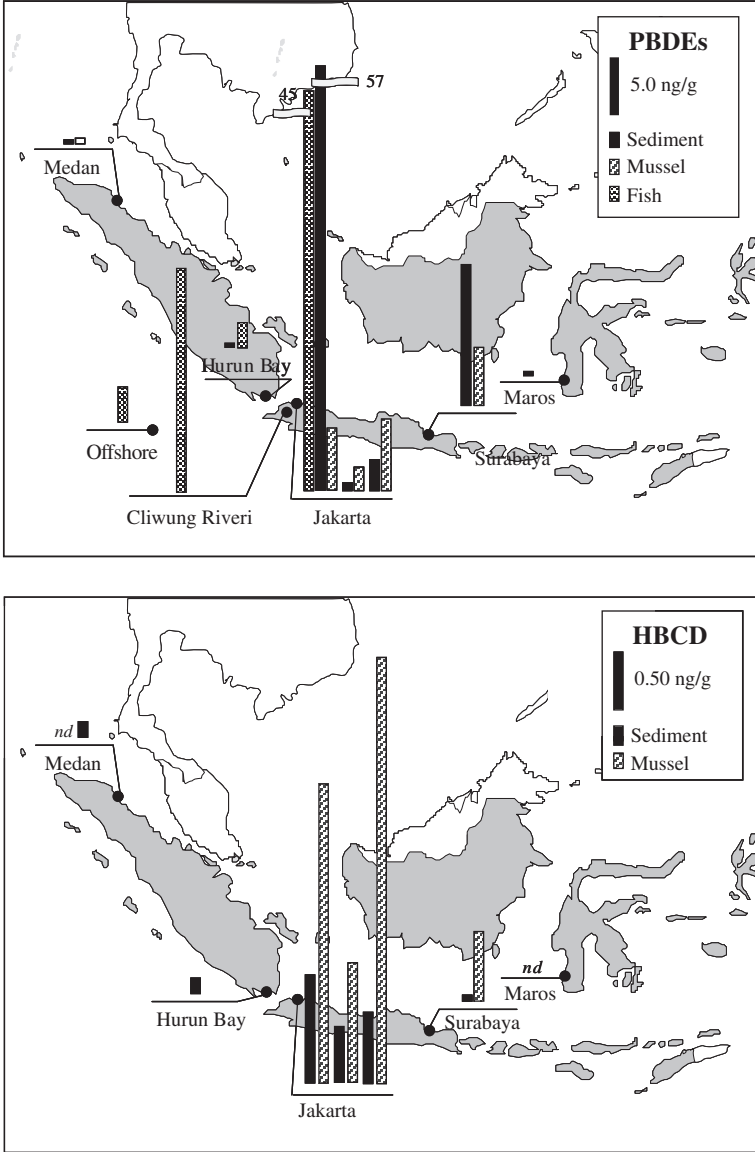 PBDEs
5.0 ng/g
Sediment
Mussel
Fish
45
57
Medan
Hurun Bay
Maros
Offshore
Surabaya
Cliwung Riveri
Jakarta
HBCD
0.50 ng/g
Sediment
Mussel
nd
Medan
nd
Maros
Hurun Bay
Surabaya
Jakarta